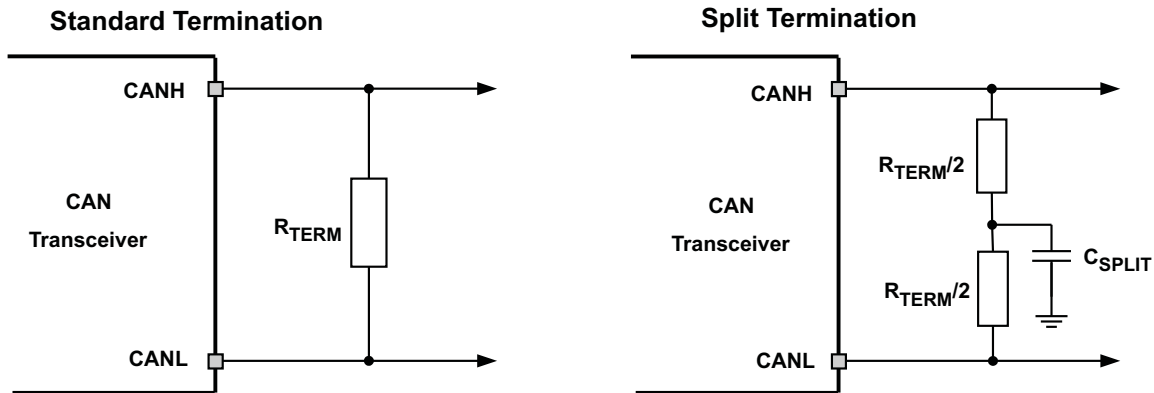 Standard Termination
CANH
CAN
Transceiver
RTERM
CANL
Split Termination
CANH
CAN
Transceiver
RTERM/2
RTERM/2
CSPLIT
CANL